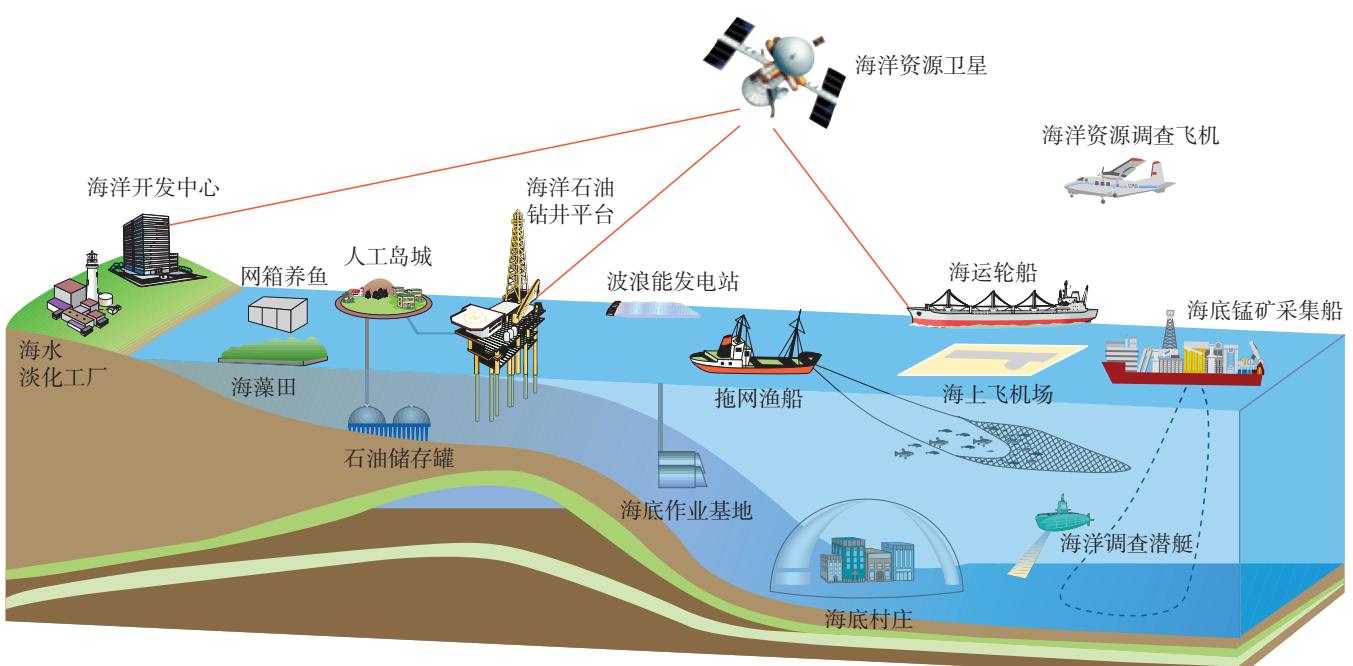 海洋资源卫星
海洋资源调查飞机
海洋开发中心
海洋石油
钻井平台
人工岛城
网箱养鱼
波浪能发电站
海运轮船
海底锰矿采集船
海水
淡化工厂
海藻田
拖网渔船
海上飞机场
石油储存罐
海底作业基地
海洋调查潜艇
海底村庄